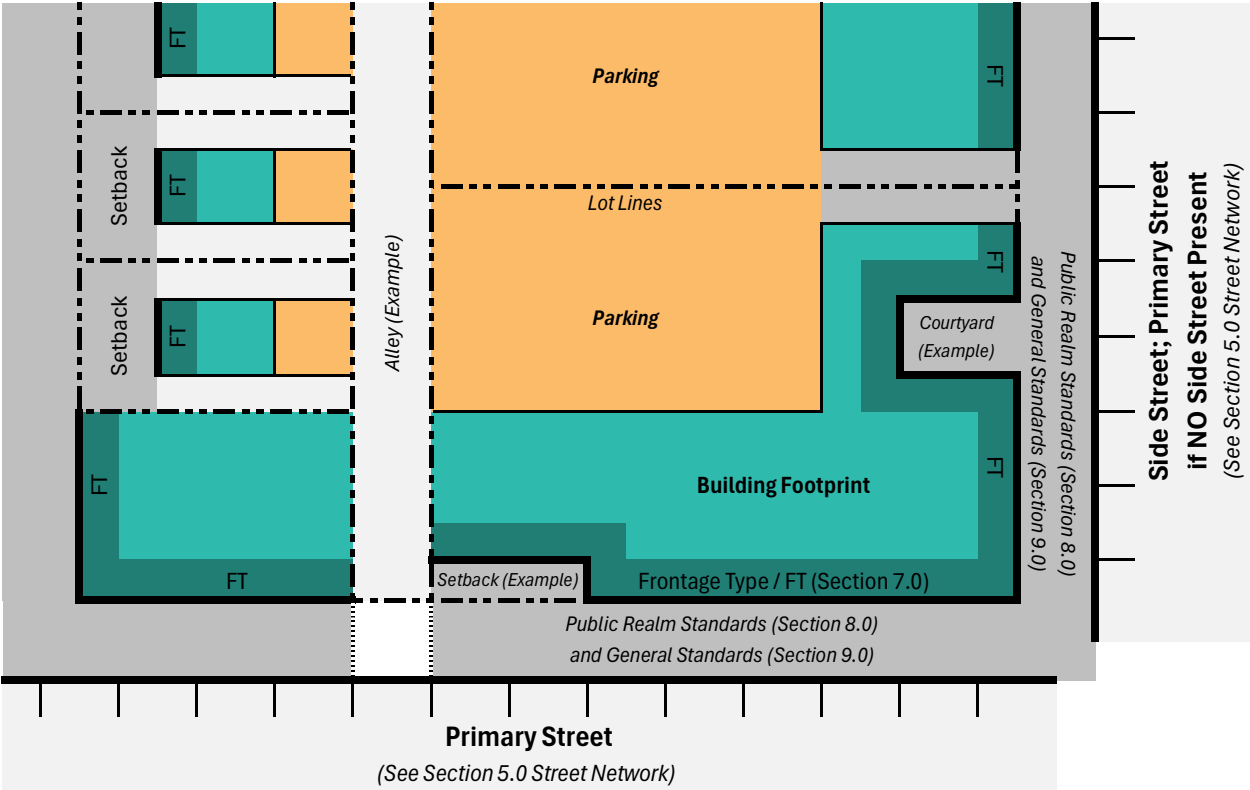 FT
Parking
FT
Setback
FT
Lot Lines
Alley (Example)
FT
Setback
FT
Parking
Courtyard
(Example)
Public Realm Standards (Section 8.0)
and General Standards (Section 9.0)
Side Street; Primary Street
if NO Side Street Present
(See Section 5.0 Street Network)
FT
Building Footprint
FT
FT
Setback (Example)
Frontage Type / FT (Section 7.0)
Public Realm Standards (Section 8.0)
and General Standards (Section 9.0)
Primary Street
(See Section 5.0 Street Network)